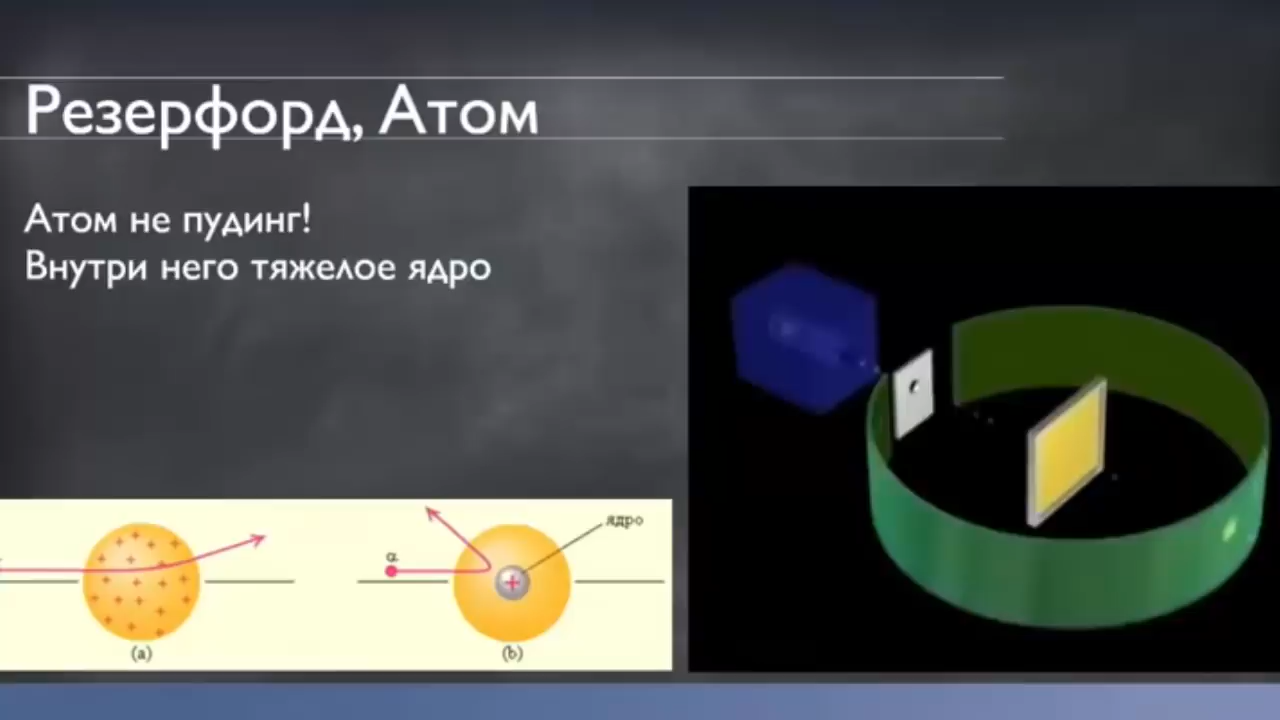 Резерфорд, Атом
Атом не пудинг!
Внутри него тяжелое ядро
ядро
α
+
(a)
(b)